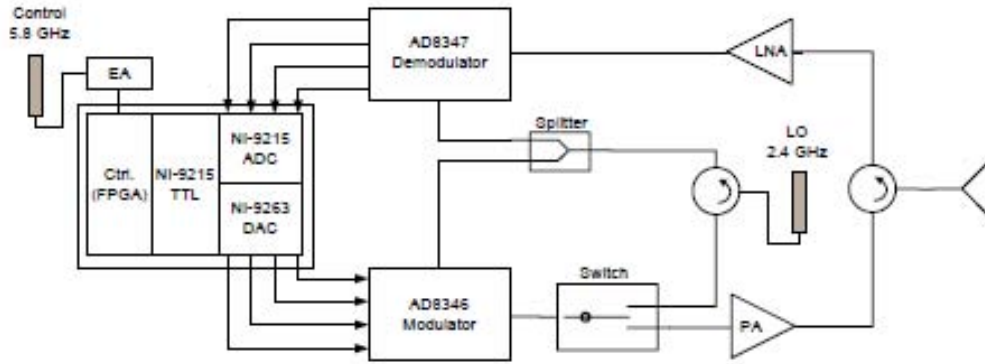 Control
5.8 GHz
EA
Ctrl.
(FPGA)
NI-9215
TTL
NI-9215
ADC
NI-9263
DAC
AD8347
Demodulator
LNA
Splitter
LO
2.4 GHz
AD8346
Modulator
Switch
PA